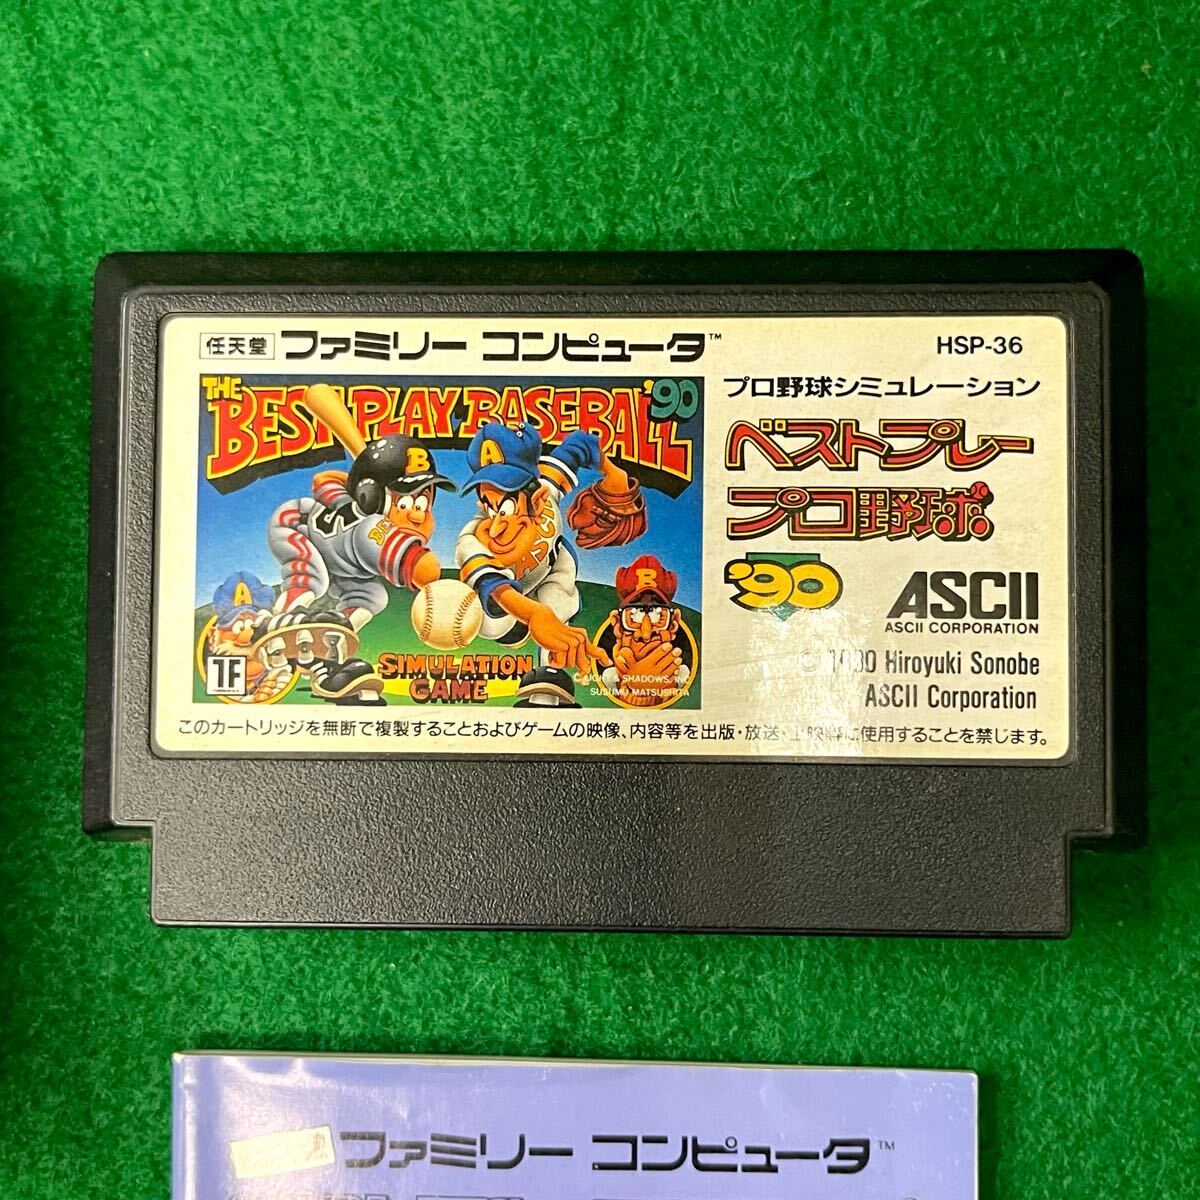 任天堂 ファミリー コンピュータ™
HSP-36
THE
BEST PLAY BASEBALL '90
B
A
A
B
SIMULATION
GAME
TF
C LIGHT & SHADOWS, INC
SUSUMU MATSUSHITA
プロ野球シミュレーション
ベストプレー
プロ野球
'90
ASCII
ASCII CORPORATION
© 1990 Hiroyuki Sonobe
ASCII Corporation
このカートリッジを無断で複製することおよびゲームの映像、内容等を出版・放送・上映等に使用することを禁じます。
ファミリー コンピュータ™